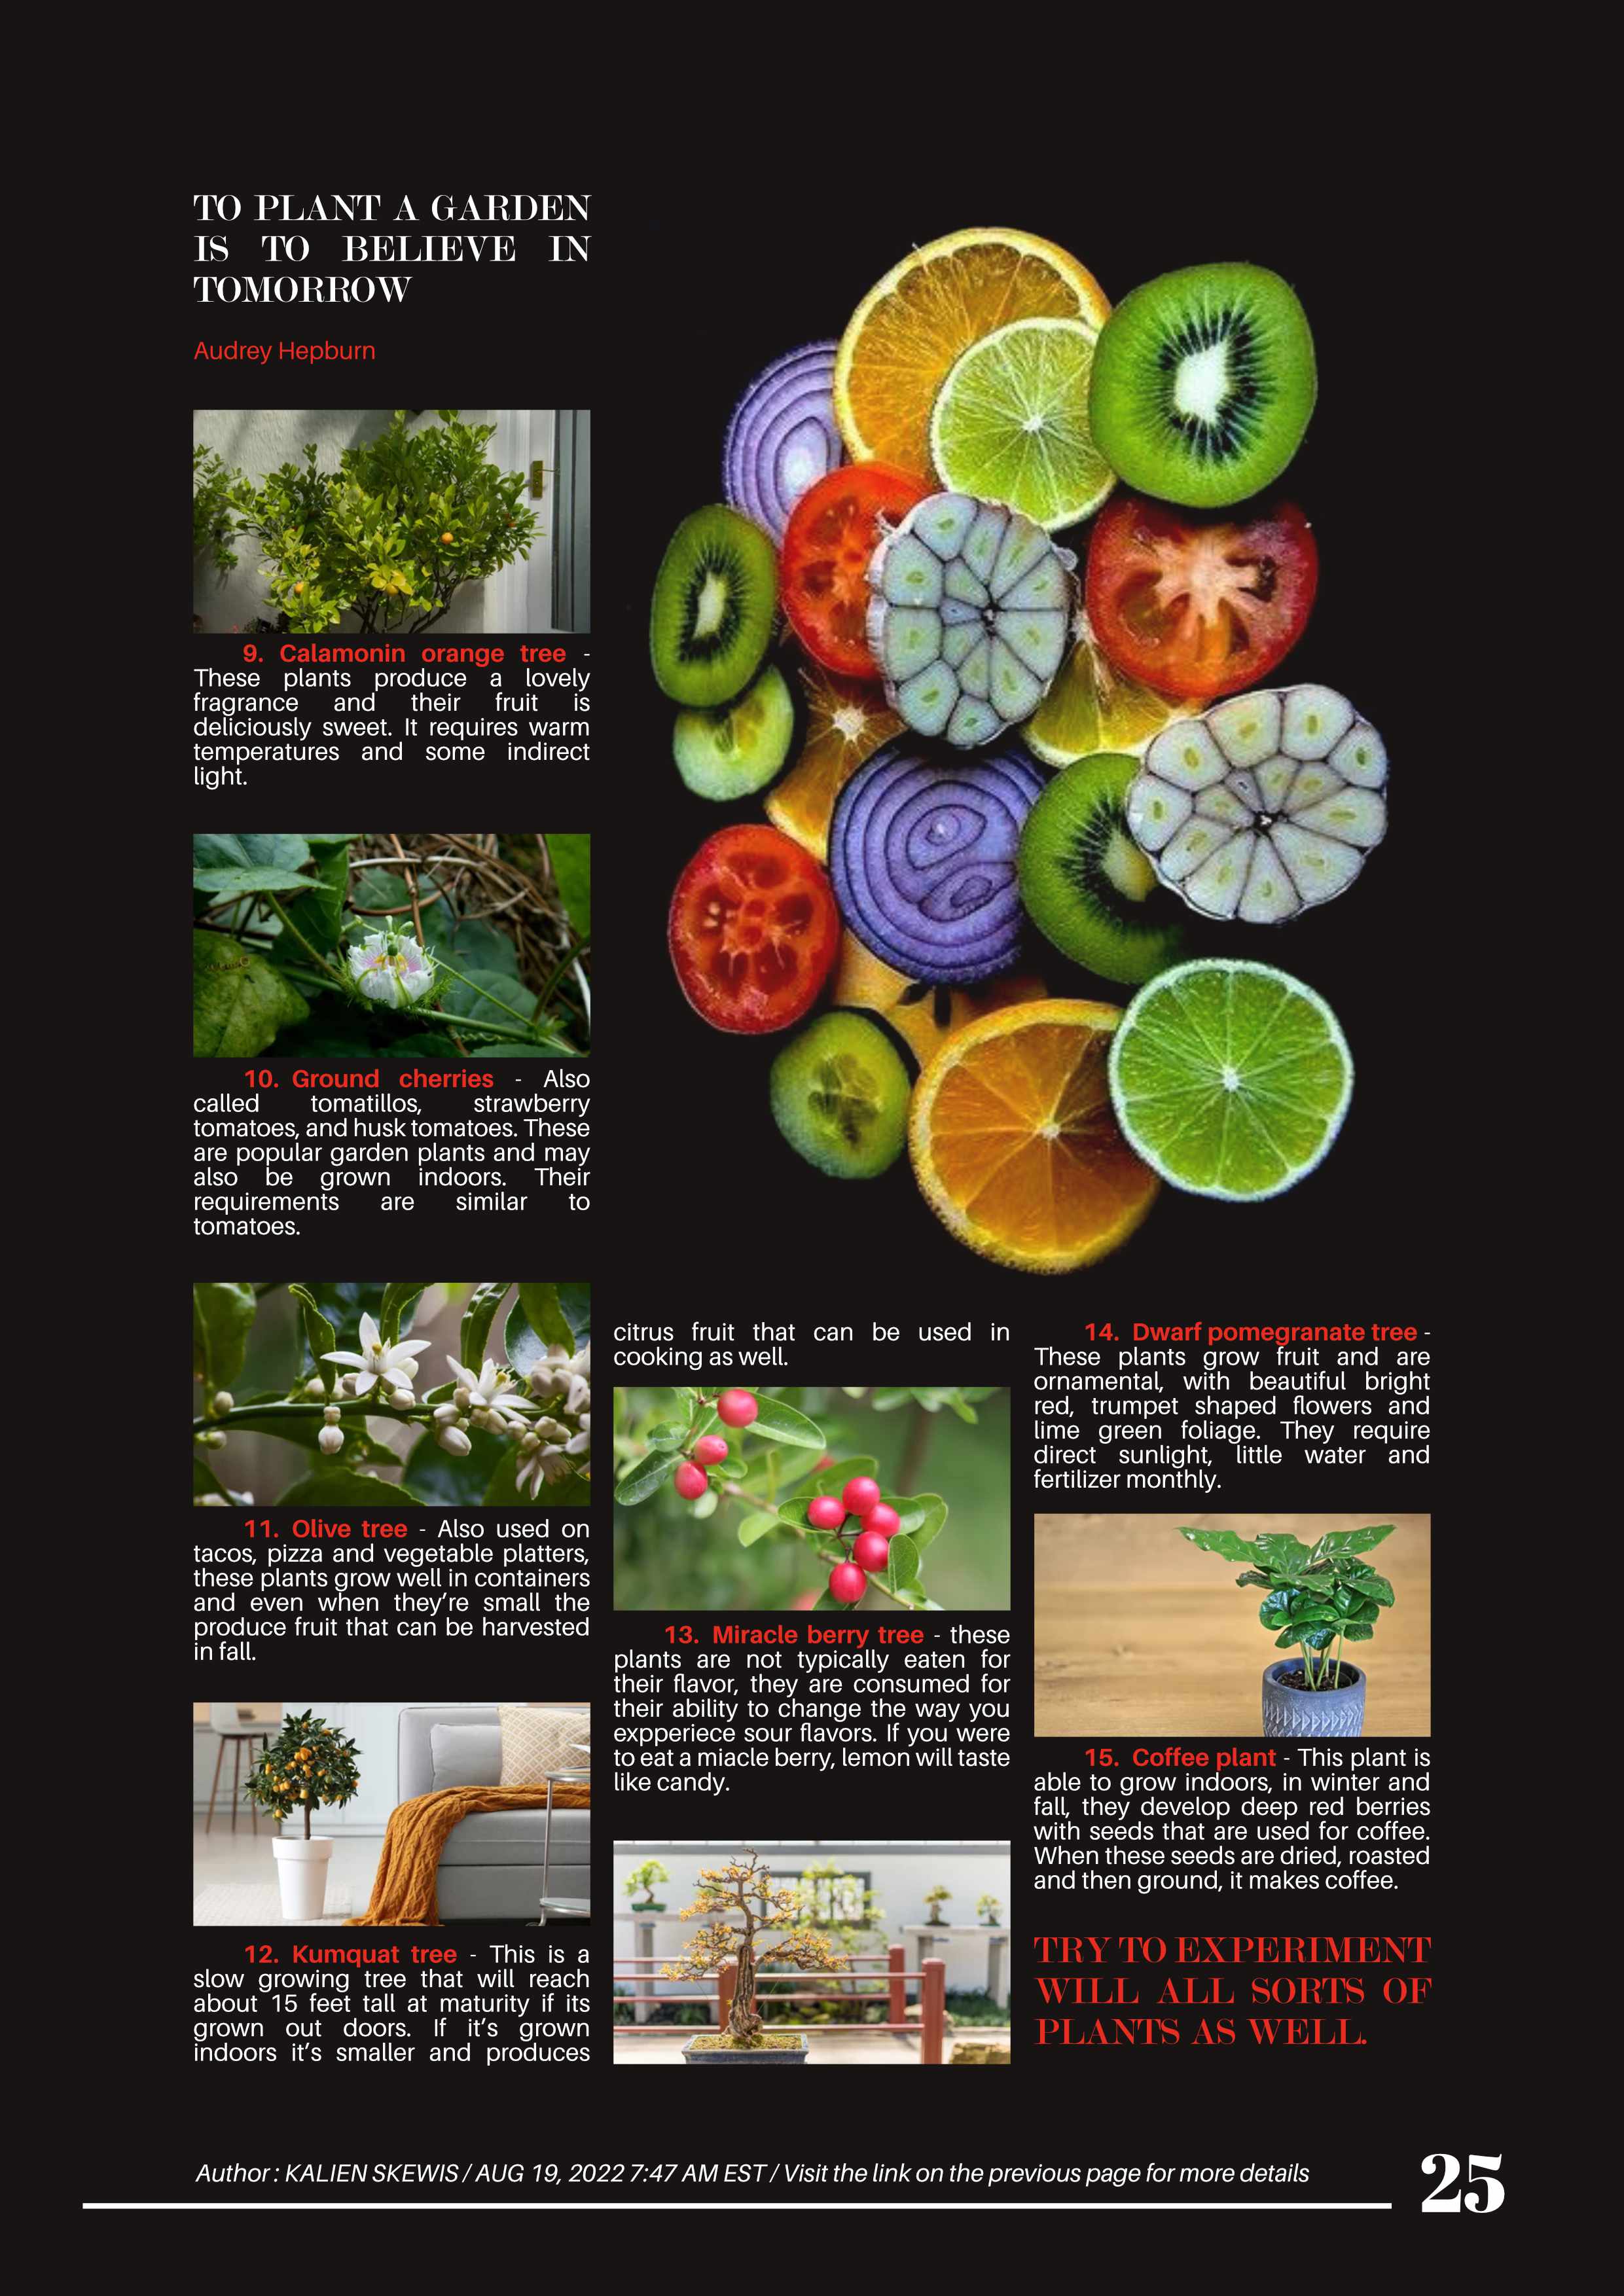 TO PLANT A GARDEN
IS TO BELIEVE IN
TOMORROW
Audrey Hepburn
9. Calamonin orange tree -
These plants produce a lovely
fragrance and their fruit is
deliciously sweet. It requires warm
temperatures and some indirect
light.
10. Ground cherries - Also
called tomatillos, strawberry
tomatoes, and husk tomatoes. These
are popular garden plants and may
also be grown indoors. Their
requirements are similar to
tomatoes.
11. Olive tree - Also used on
tacos, pizza and vegetable platters,
these plants grow well in containers
and even when they're small the
produce fruit that can be harvested
in fall.
12. Kumquat tree - This is a
slow growing tree that will reach
about 15 feet tall at maturity if its
grown out doors. If it's grown
indoors it's smaller and produces
citrus fruit that can be used in
cooking as well.
13. Miracle berry tree - these
plants are not typically eaten for
their flavor, they are consumed for
their ability to change the way you
expperiece sour flavors. If you were
to eat a miacle berry, lemon will taste
like candy.
14. Dwarf pomegranate tree -
These plants grow fruit and are
ornamental, with beautiful bright
red, trumpet shaped flowers and
lime green foliage. They require
direct sunlight, little water and
fertilizer monthly.
15. Coffee plant - This plant is
able to grow indoors, in winter and
fall, they develop deep red berries
with seeds that are used for coffee.
When these seeds are dried, roasted
and then ground, it makes coffee.
TRY TO EXPERIMENT
WILL ALL SORTS OF
PLANTS AS WELL.
Author : KALIEN SKEWIS / AUG 19, 2022 7:47 AM EST / Visit the link on the previous page for more details
25